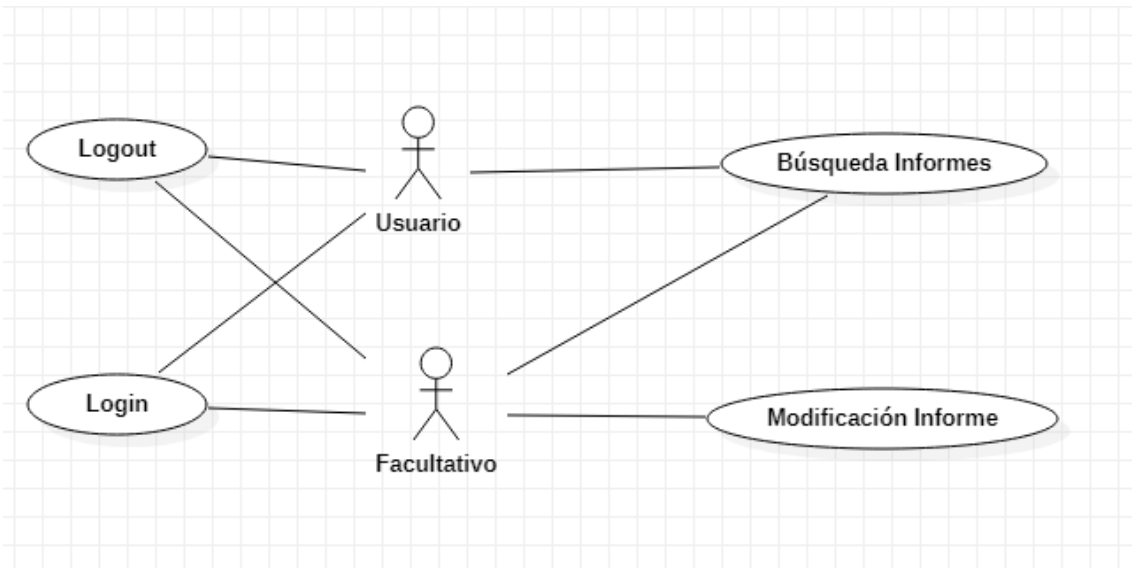 Logout
Búsqueda Informes
Usuario
Login
Modificación Informe
Facultativo